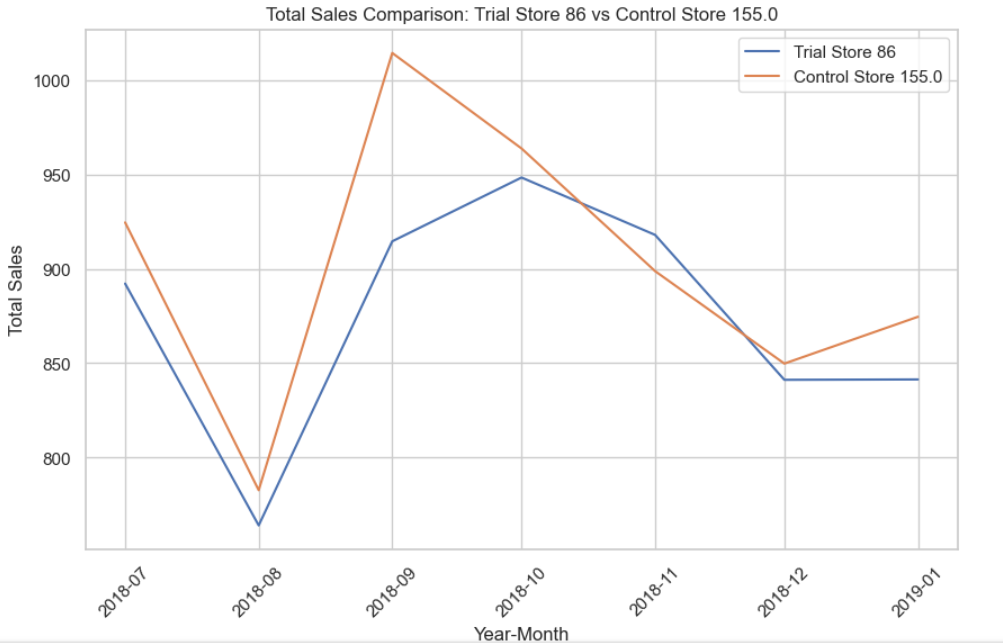 Total Sales Comparison: Trial Store 86 vs Control Store 155.0
Trial Store 86
Control Store 155.0
1000
950
900
850
800
Total Sales
2018-07
2018-08
2018-09
2018-10
2018-11
2018-12
2019-01
Year-Month